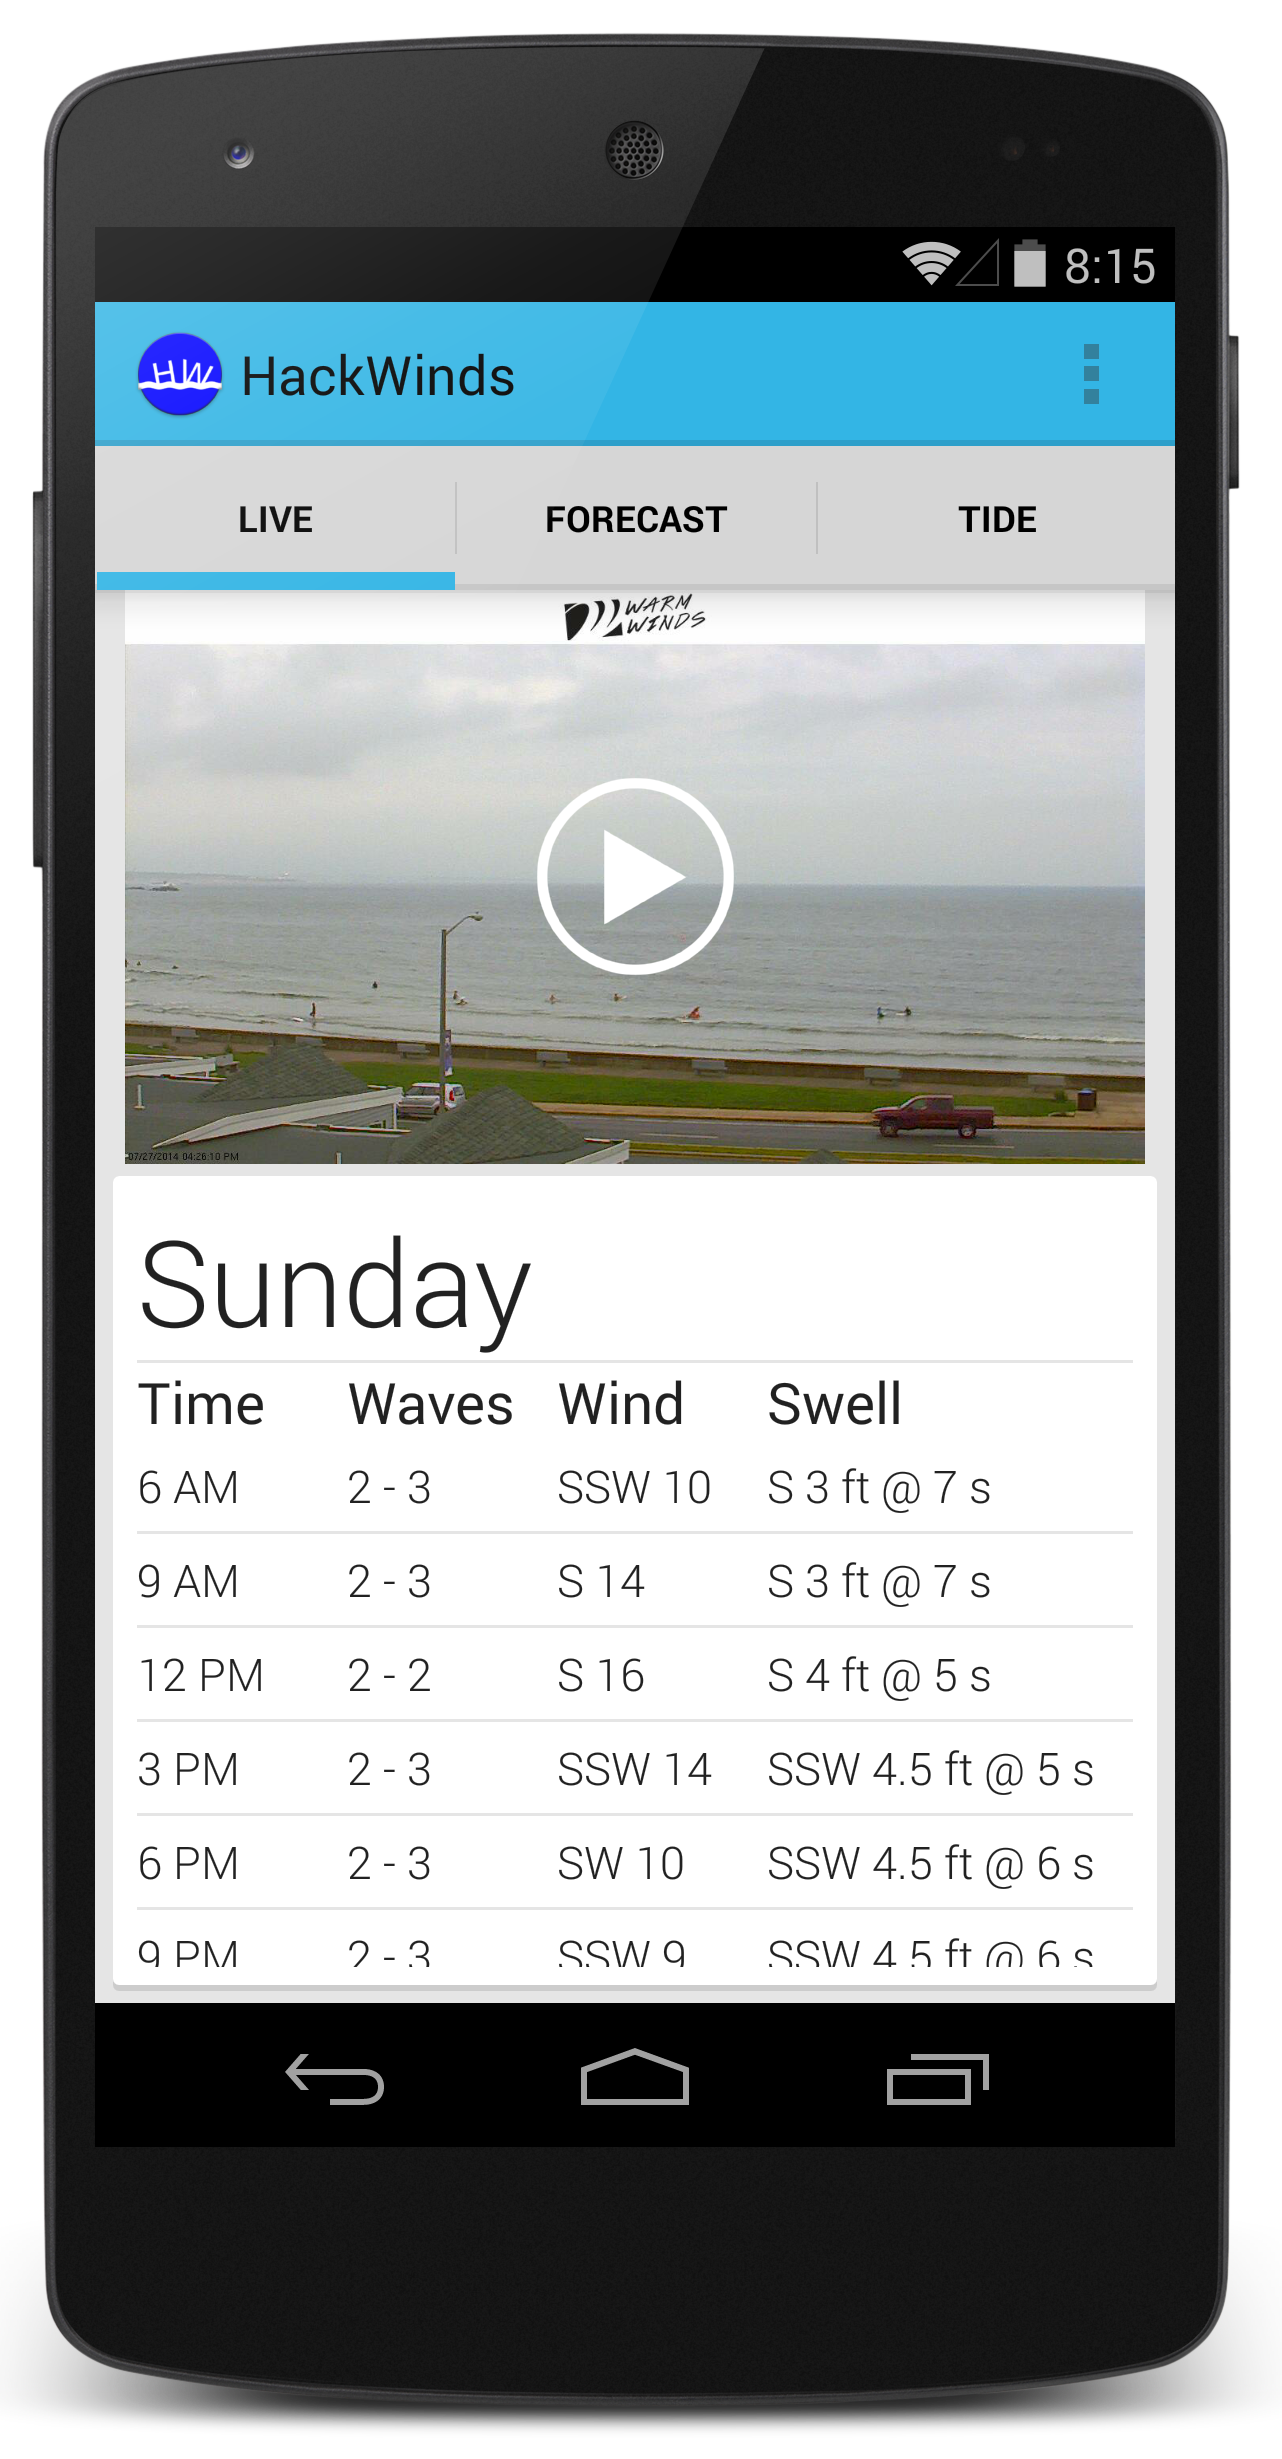 8:15
HW HackWinds
LIVE FORECAST TIDE
WARM
WINDS
07/27/2014 04:26:10 PM
Sunday
Time Waves Wind Swell
6 AM 2 - 3 SSW 10 S 3 ft @ 7 s
9 AM 2 - 3 S 14 S 3 ft @ 7 s
12 PM 2 - 2 S 16 S 4 ft @ 5 s
3 PM 2 - 3 SSW 14 SSW 4.5 ft @ 5 s
6 PM 2 - 3 SW 10 SSW 4.5 ft @ 6 s
9 PM 2 - 3 SSW 9 SSW 4.5 ft @ 6 s